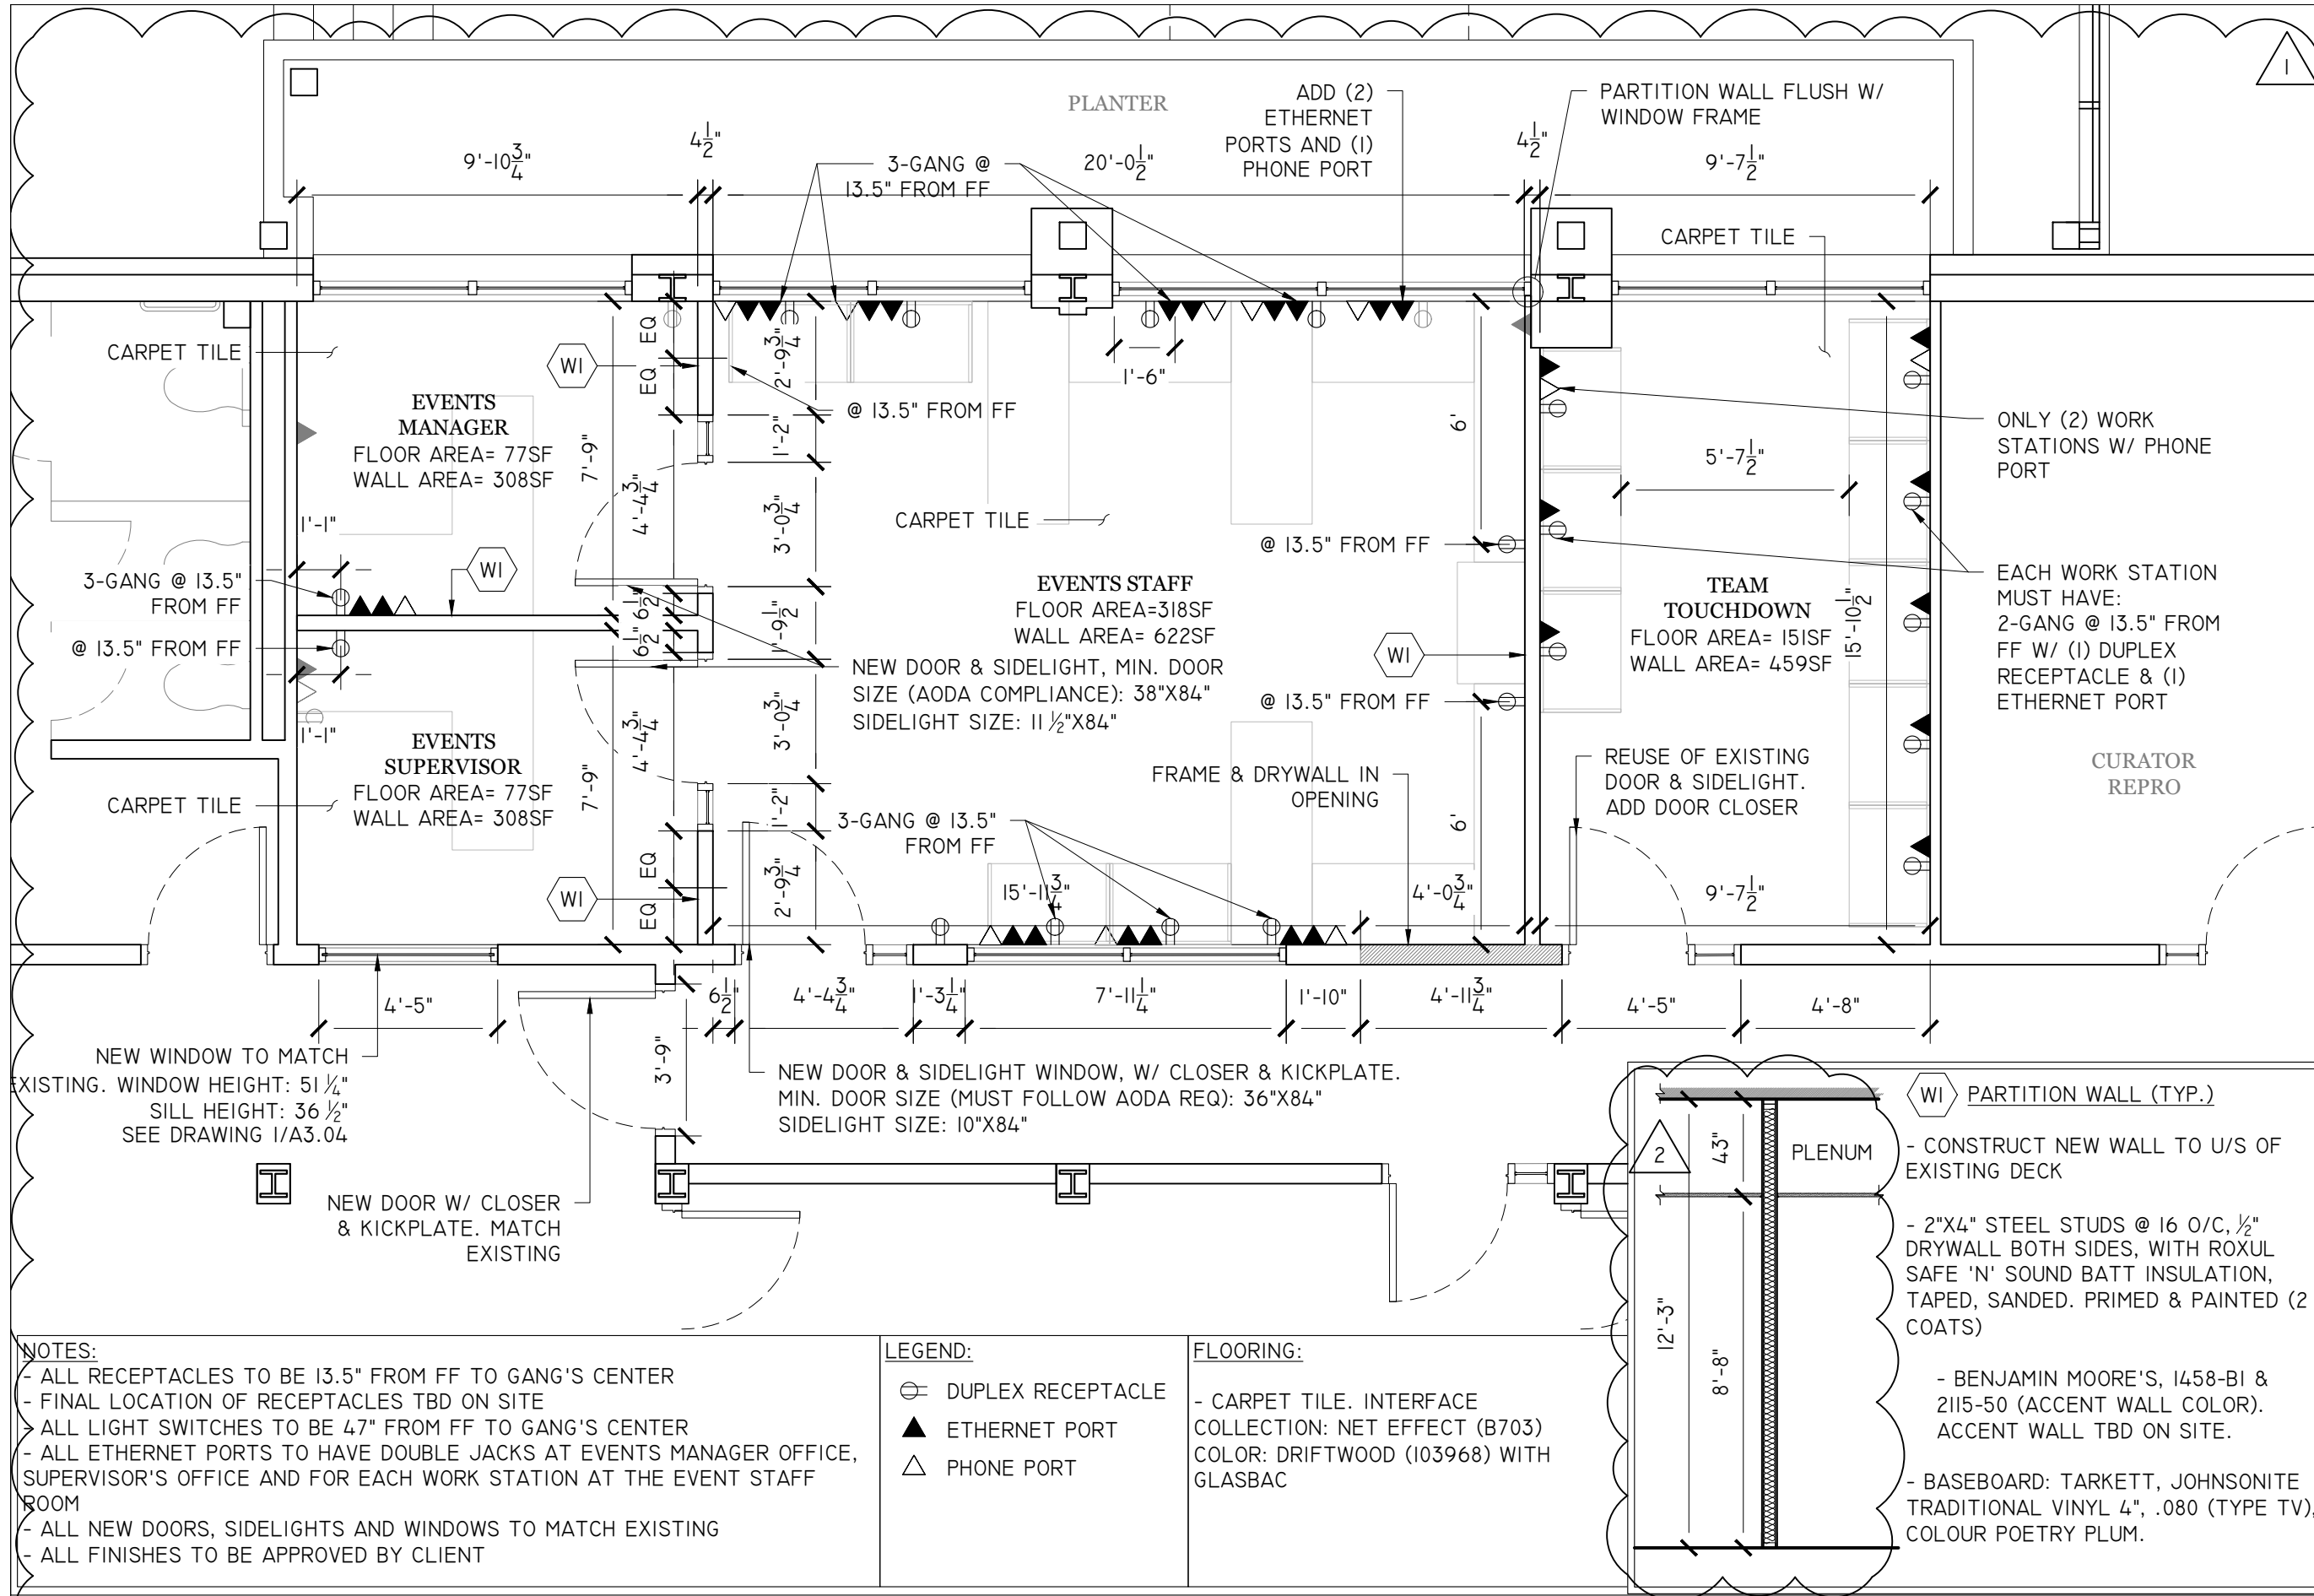 1
PLANTER
ADD (2)
ETHERNET
PORTS AND (1)
PHONE PORT
PARTITION WALL FLUSH W/
WINDOW FRAME
9'-10 3/4"
4 1/2"
3-GANG @
13.5" FROM FF
20'-0 1/2"
4 1/2"
9'-7 1/2"
CARPET TILE
CARPET TILE
EQ
EQ
W1
2'-9 3/4"
@ 13.5" FROM FF
1'-6"
EVENTS
MANAGER
FLOOR AREA= 77SF
WALL AREA= 308SF
7'-9"
4'-4 3/4"
1'-2"
3'-0 3/4"
CARPET TILE
6'
@ 13.5" FROM FF
5'-7 1/2"
ONLY (2) WORK
STATIONS W/ PHONE
PORT
1'-1"
3-GANG @ 13.5"
FROM FF
W1
@ 13.5" FROM FF
6 1/2"
6 1/2"
1'-9 1/2"
EVENTS STAFF
FLOOR AREA=318SF
WALL AREA= 622SF
W1
TEAM
TOUCHDOWN
FLOOR AREA= 151SF
WALL AREA= 459SF
15'-10 1/2"
EACH WORK STATION
MUST HAVE:
2-GANG @ 13.5" FROM
FF W/ (1) DUPLEX
RECEPTACLE & (1)
ETHERNET PORT
NEW DOOR & SIDELIGHT, MIN. DOOR
SIZE (AODA COMPLIANCE): 38"X84"
SIDELIGHT SIZE: 11 1/2"X84"
@ 13.5" FROM FF
1'-1"
EVENTS
SUPERVISOR
FLOOR AREA= 77SF
WALL AREA= 308SF
CARPET TILE
7'-9"
4'-4 3/4"
3'-0 3/4"
1'-2"
FRAME & DRYWALL IN
OPENING
REUSE OF EXISTING
DOOR & SIDELIGHT.
ADD DOOR CLOSER
CURATOR
REPRO
3-GANG @ 13.5"
FROM FF
6'
W1
EQ
EQ
2'-9 3/4"
15'-11 3/4"
4'-0 3/4"
9'-7 1/2"
4'-5"
6 1/2"
4'-4 3/4"
1'-3 1/4"
7'-11 1/4"
1'-10"
4'-11 3/4"
4'-5"
4'-8"
3'-9"
NEW WINDOW TO MATCH
EXISTING. WINDOW HEIGHT: 51 1/4"
SILL HEIGHT: 36 1/2"
SEE DRAWING 1/A3.04
NEW DOOR & SIDELIGHT WINDOW, W/ CLOSER & KICKPLATE.
MIN. DOOR SIZE (MUST FOLLOW AODA REQ): 36"X84"
SIDELIGHT SIZE: 10"X84"
NEW DOOR W/ CLOSER
& KICKPLATE. MATCH
EXISTING
NOTES:
- ALL RECEPTACLES TO BE 13.5" FROM FF TO GANG'S CENTER
- FINAL LOCATION OF RECEPTACLES TBD ON SITE
- ALL LIGHT SWITCHES TO BE 47" FROM FF TO GANG'S CENTER
- ALL ETHERNET PORTS TO HAVE DOUBLE JACKS AT EVENTS MANAGER OFFICE,
SUPERVISOR'S OFFICE AND FOR EACH WORK STATION AT THE EVENT STAFF
ROOM
- ALL NEW DOORS, SIDELIGHTS AND WINDOWS TO MATCH EXISTING
- ALL FINISHES TO BE APPROVED BY CLIENT
LEGEND:
DUPLEX RECEPTACLE
ETHERNET PORT
PHONE PORT
FLOORING:
- CARPET TILE. INTERFACE
COLLECTION: NET EFFECT (B703)
COLOR: DRIFTWOOD (103968) WITH
GLASBAC
2
43"
PLENUM
12'-3"
8'-8"
W1 PARTITION WALL (TYP.)
- CONSTRUCT NEW WALL TO U/S OF
EXISTING DECK
- 2"X4" STEEL STUDS @ 16 O/C, 1/2"
DRYWALL BOTH SIDES, WITH ROXUL
SAFE 'N' SOUND BATT INSULATION,
TAPED, SANDED. PRIMED & PAINTED (2
COATS)
- BENJAMIN MOORE'S, 1458-B1 &
2115-50 (ACCENT WALL COLOR).
ACCENT WALL TBD ON SITE.
- BASEBOARD: TARKETT, JOHNSONITE
TRADITIONAL VINYL 4", .080 (TYPE TV),
COLOUR POETRY PLUM.